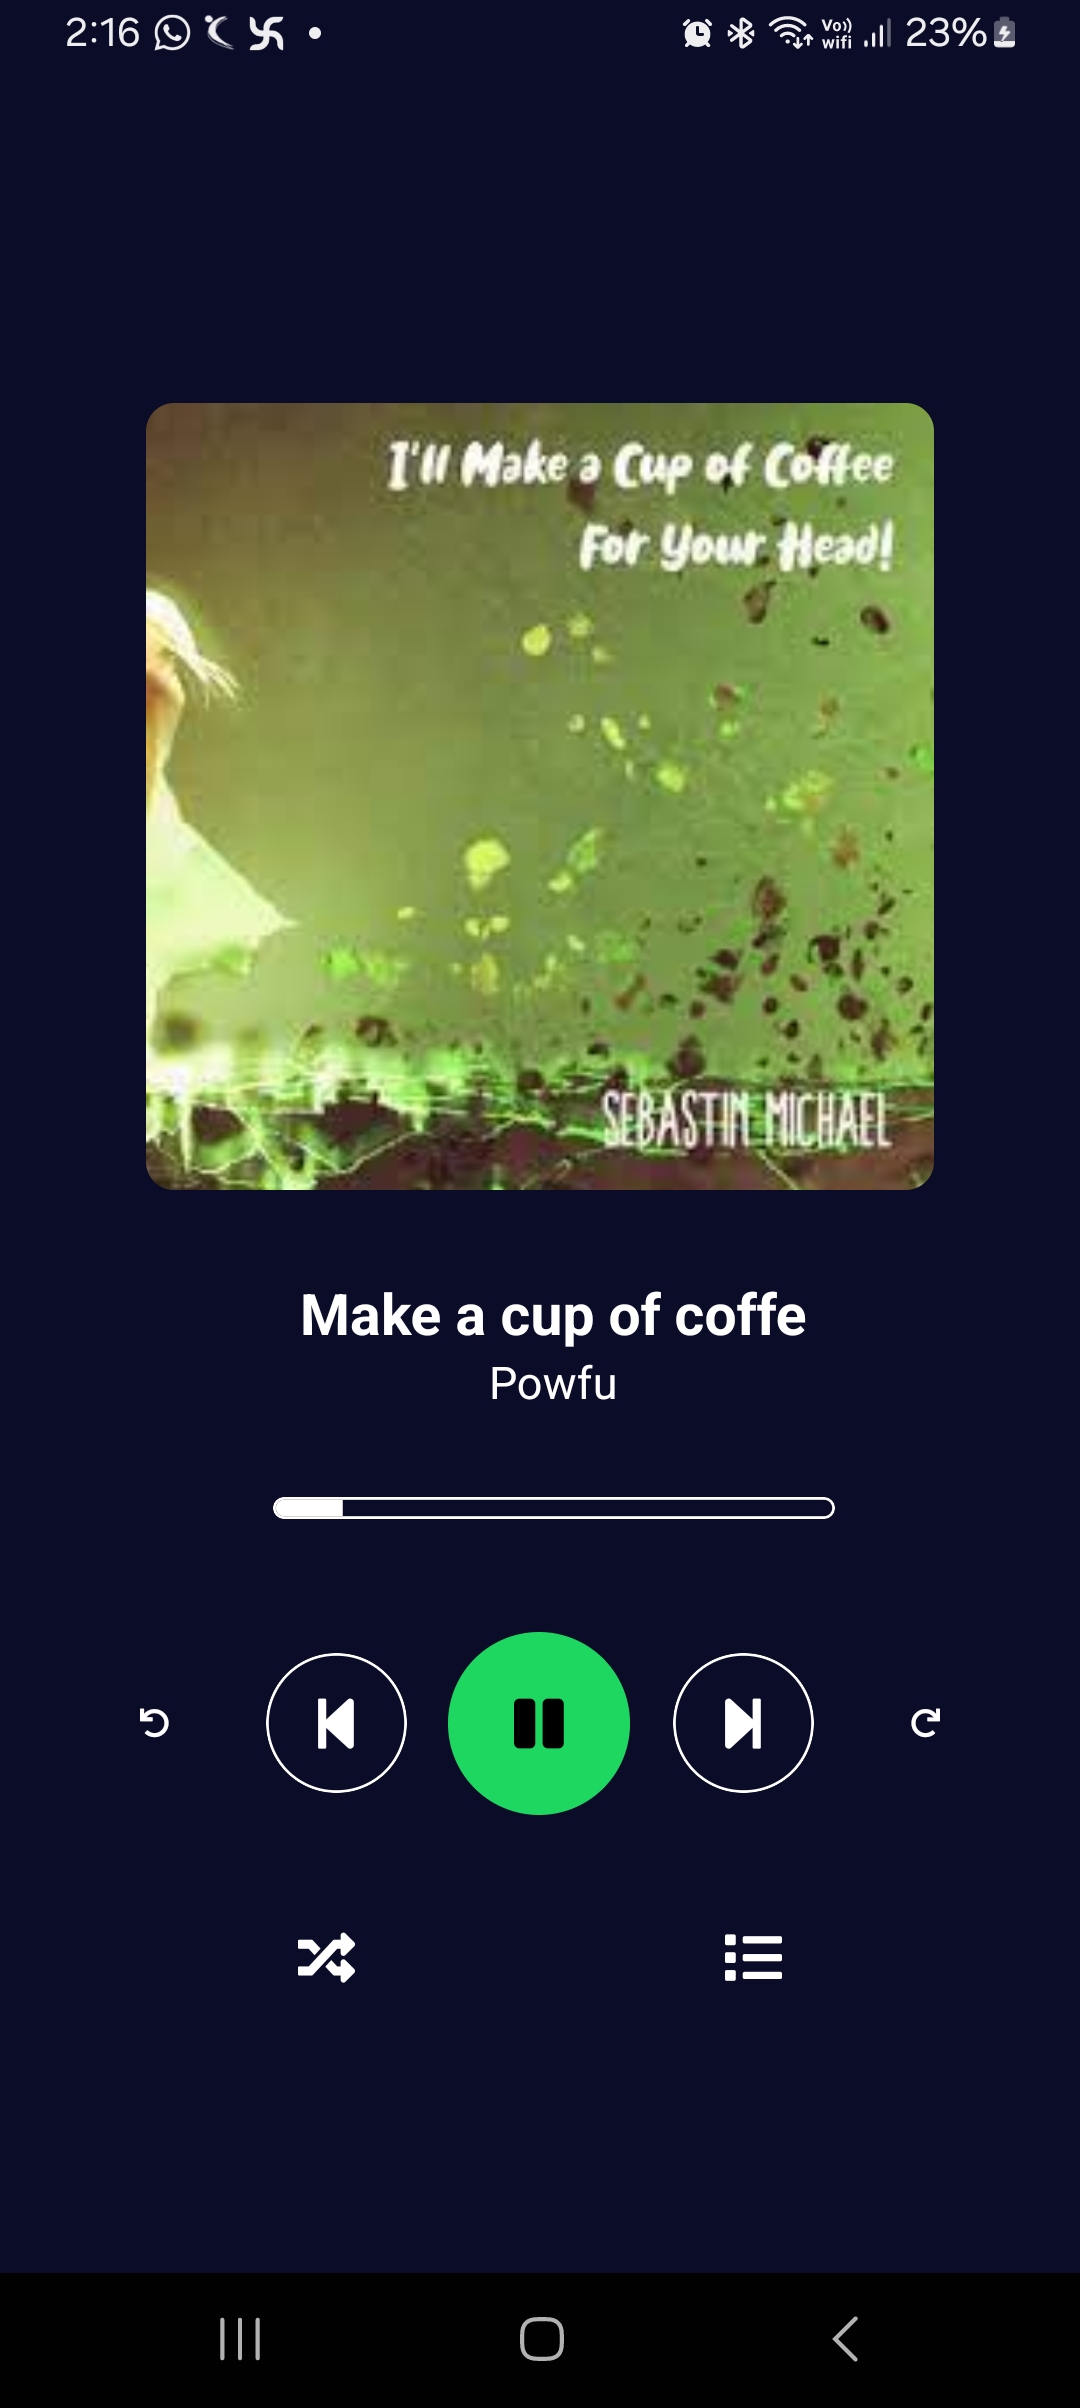 2:16
Vo))
wifi
23%
I'll Make a Cup of Coffee
For Your Head!
SEBASTIN MICHAEL
Make a cup of coffe
Powfu